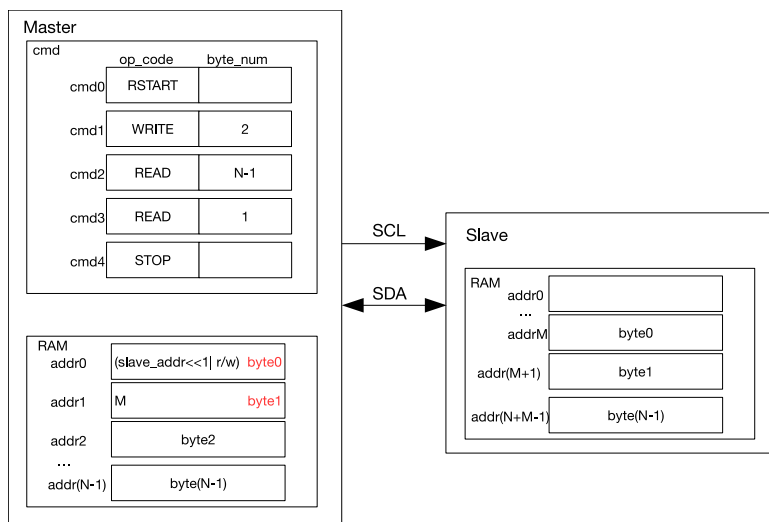 Master
cmd
op_code byte_num
cmd0 RSTART
cmd1 WRITE 2
cmd2 READ N-1
cmd3 READ 1
cmd4 STOP
RAM
addr0 (slave_addr<<1| r/w) byte0
addr1 M byte1
addr2 byte2
...
addr(N-1) byte(N-1)
SCL
SDA
Slave
RAM
addr0
...
addrM byte0
addr(M+1) byte1
addr(N+M-1) byte(N-1)